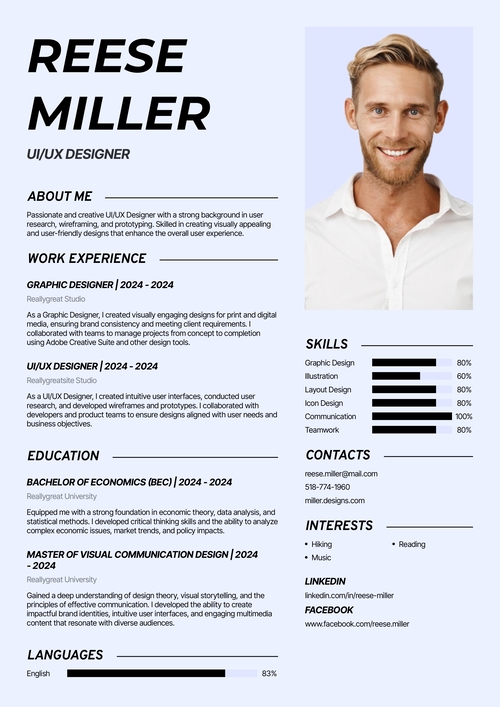 REESE
MILLER
UI/UX DESIGNER
ABOUT ME
Passionate and creative UI/UX Designer with a strong background in user
research, wireframing, and prototyping. Skilled in creating visually appealing
and user-friendly designs that enhance the overall user experience.
WORK EXPERIENCE
GRAPHIC DESIGNER | 2024 - 2024
Reallygreat Studio
As a Graphic Designer, I created visually engaging designs for print and digital
media, ensuring brand consistency and meeting client requirements. I
collaborated with teams to manage projects from concept to completion
using Adobe Creative Suite and other design tools.
UI/UX DESIGNER | 2024 - 2024
Reallygreatsite Studio
As a UI/UX Designer, I created intuitive user interfaces, conducted user
research, and developed wireframes and prototypes. I collaborated with
developers and product teams to ensure designs aligned with user needs and
business objectives.
EDUCATION
BACHELOR OF ECONOMICS (BEC) | 2024 - 2024
Reallygreat University
Equipped me with a strong foundation in economic theory, data analysis, and
statistical methods. I developed critical thinking skills and the ability to analyze
complex economic issues, market trends, and policy impacts.
MASTER OF VISUAL COMMUNICATION DESIGN | 2024
- 2024
Reallygreat University
Gained a deep understanding of design theory, visual storytelling, and the
principles of effective communication. I developed the ability to create
impactful brand identities, intuitive user interfaces, and engaging multimedia
content that resonate with diverse audiences.
LANGUAGES
English 83%
SKILLS
Graphic Design 80%
Illustration 60%
Layout Design 80%
Icon Design 80%
Communication 100%
Teamwork 80%
CONTACTS
reese.miller@mail.com
518-774-1960
miller.designs.com
INTERESTS
• Hiking • Reading
• Music
LINKEDIN
linkedin.com/in/reese-miller
FACEBOOK
www.facebook.com/reese.miller